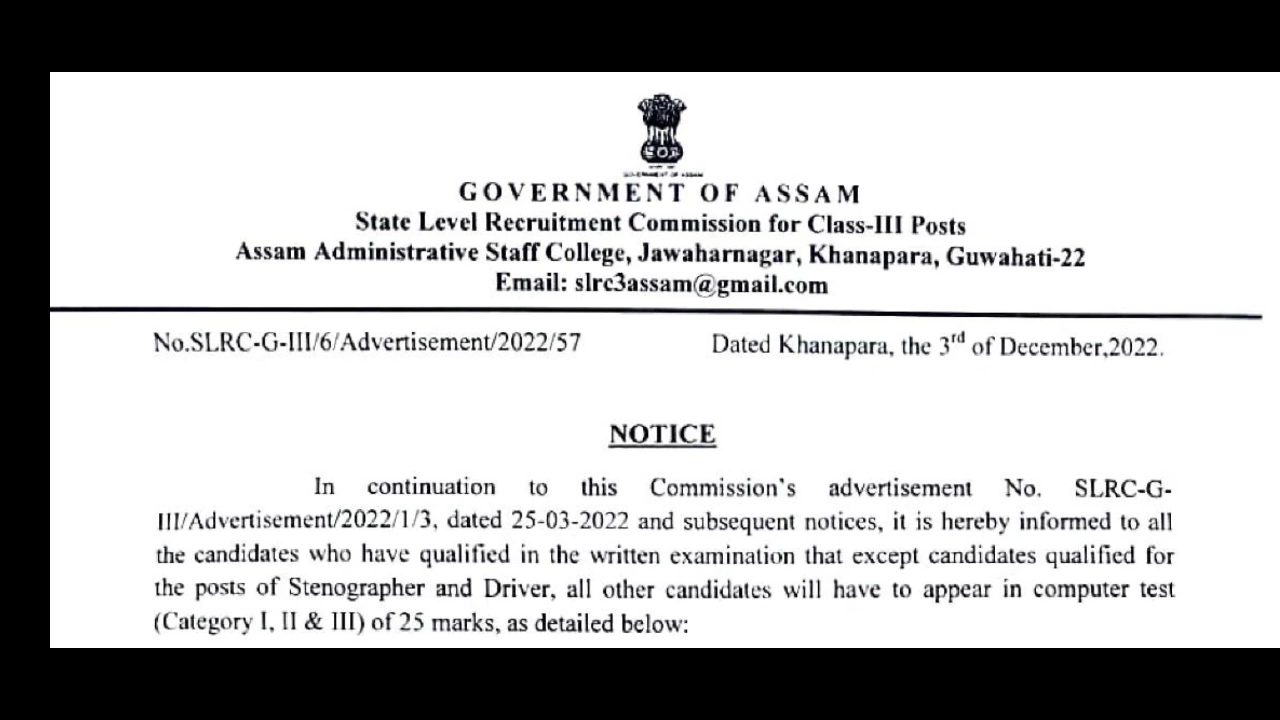 GOVERNMENT OF ASSAM
GOVERNMENT OF ASSAM
State Level Recruitment Commission for Class-III Posts
Assam Administrative Staff College, Jawaharnagar, Khanapara, Guwahati-22
Email: slrc3assam@gmail.com
No.SLRC-G-III/6/Advertisement/2022/57 Dated Khanapara, the 3rd of December,2022.
NOTICE
In continuation to this Commission's advertisement No. SLRC-G-
III/Advertisement/2022/1/3, dated 25-03-2022 and subsequent notices, it is hereby informed to all
the candidates who have qualified in the written examination that except candidates qualified for
the posts of Stenographer and Driver, all other candidates will have to appear in computer test
(Category I, II & III) of 25 marks, as detailed below: